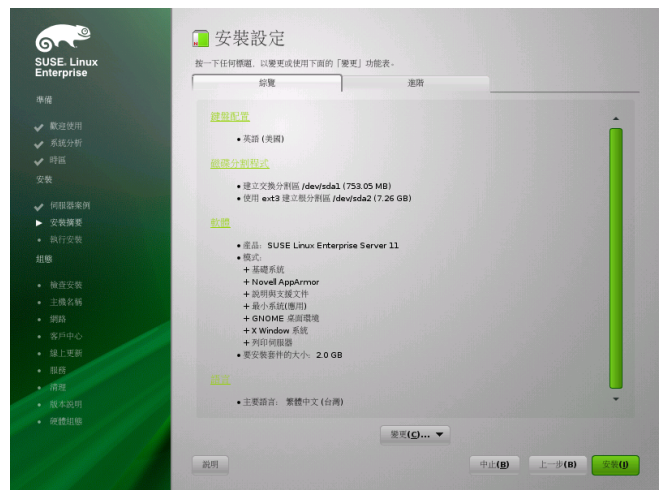 SUSE. Linux
Enterprise
準備
歡迎使用
系統分析
時區
安裝
伺服器案例
安裝摘要
執行安裝
組態
檢查安裝
主機名稱
網路
客戶中心
線上更新
服務
清理
版本說明
硬體組態
安裝設定
按一下任何標題，以變更或使用下面的「變更」功能表。
綜覽
進階
鍵盤配置
• 英語 (美國)
磁碟分割程式
• 建立交換分割區 /dev/sda1 (753.05 MB)
• 使用 ext3 建立根分割區 /dev/sda2 (7.26 GB)
軟體
• 產品： SUSE Linux Enterprise Server 11
• 模式：
+ 基礎系統
+ Novell AppArmor
+ 說明與支援文件
+ 最小系統(應用)
+ GNOME 桌面環境
+ X Window 系統
+ 列印伺服器
• 要安裝套件的大小： 2.0 GB
語言
• 主要語言： 繁體中文 (台灣)
變更(C)...
說明
中止(B)
上一步(B)
安裝(I)